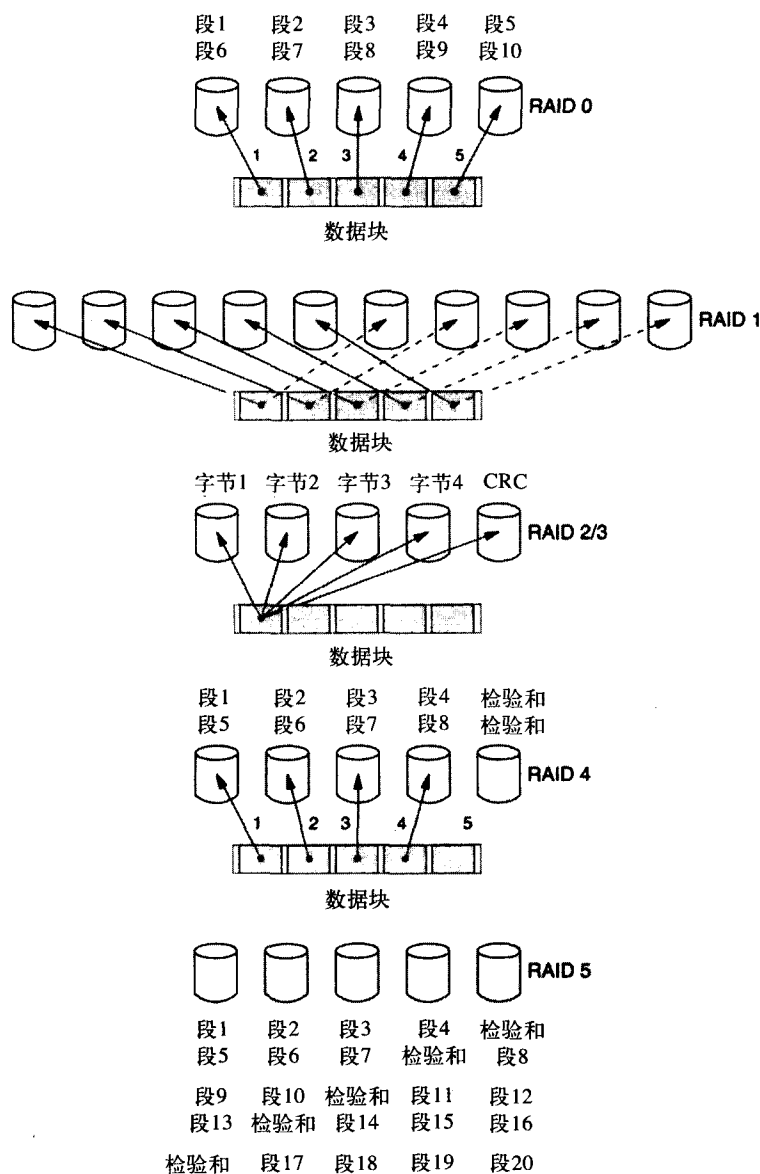 段1 段2 段3 段4 段5
段6 段7 段8 段9 段10
RAID 0
1 2 3 4 5
数据块
RAID 1
数据块
字节1 字节2 字节3 字节4 CRC
RAID 2/3
数据块
段1 段2 段3 段4 检验和
段5 段6 段7 段8 检验和
RAID 4
1 2 3 4 5
数据块
RAID 5
段1 段2 段3 段4 检验和
段5 段6 段7 检验和 段8
段9 段10 检验和 段11 段12
段13 检验和 段14 段15 段16
检验和 段17 段18 段19 段20